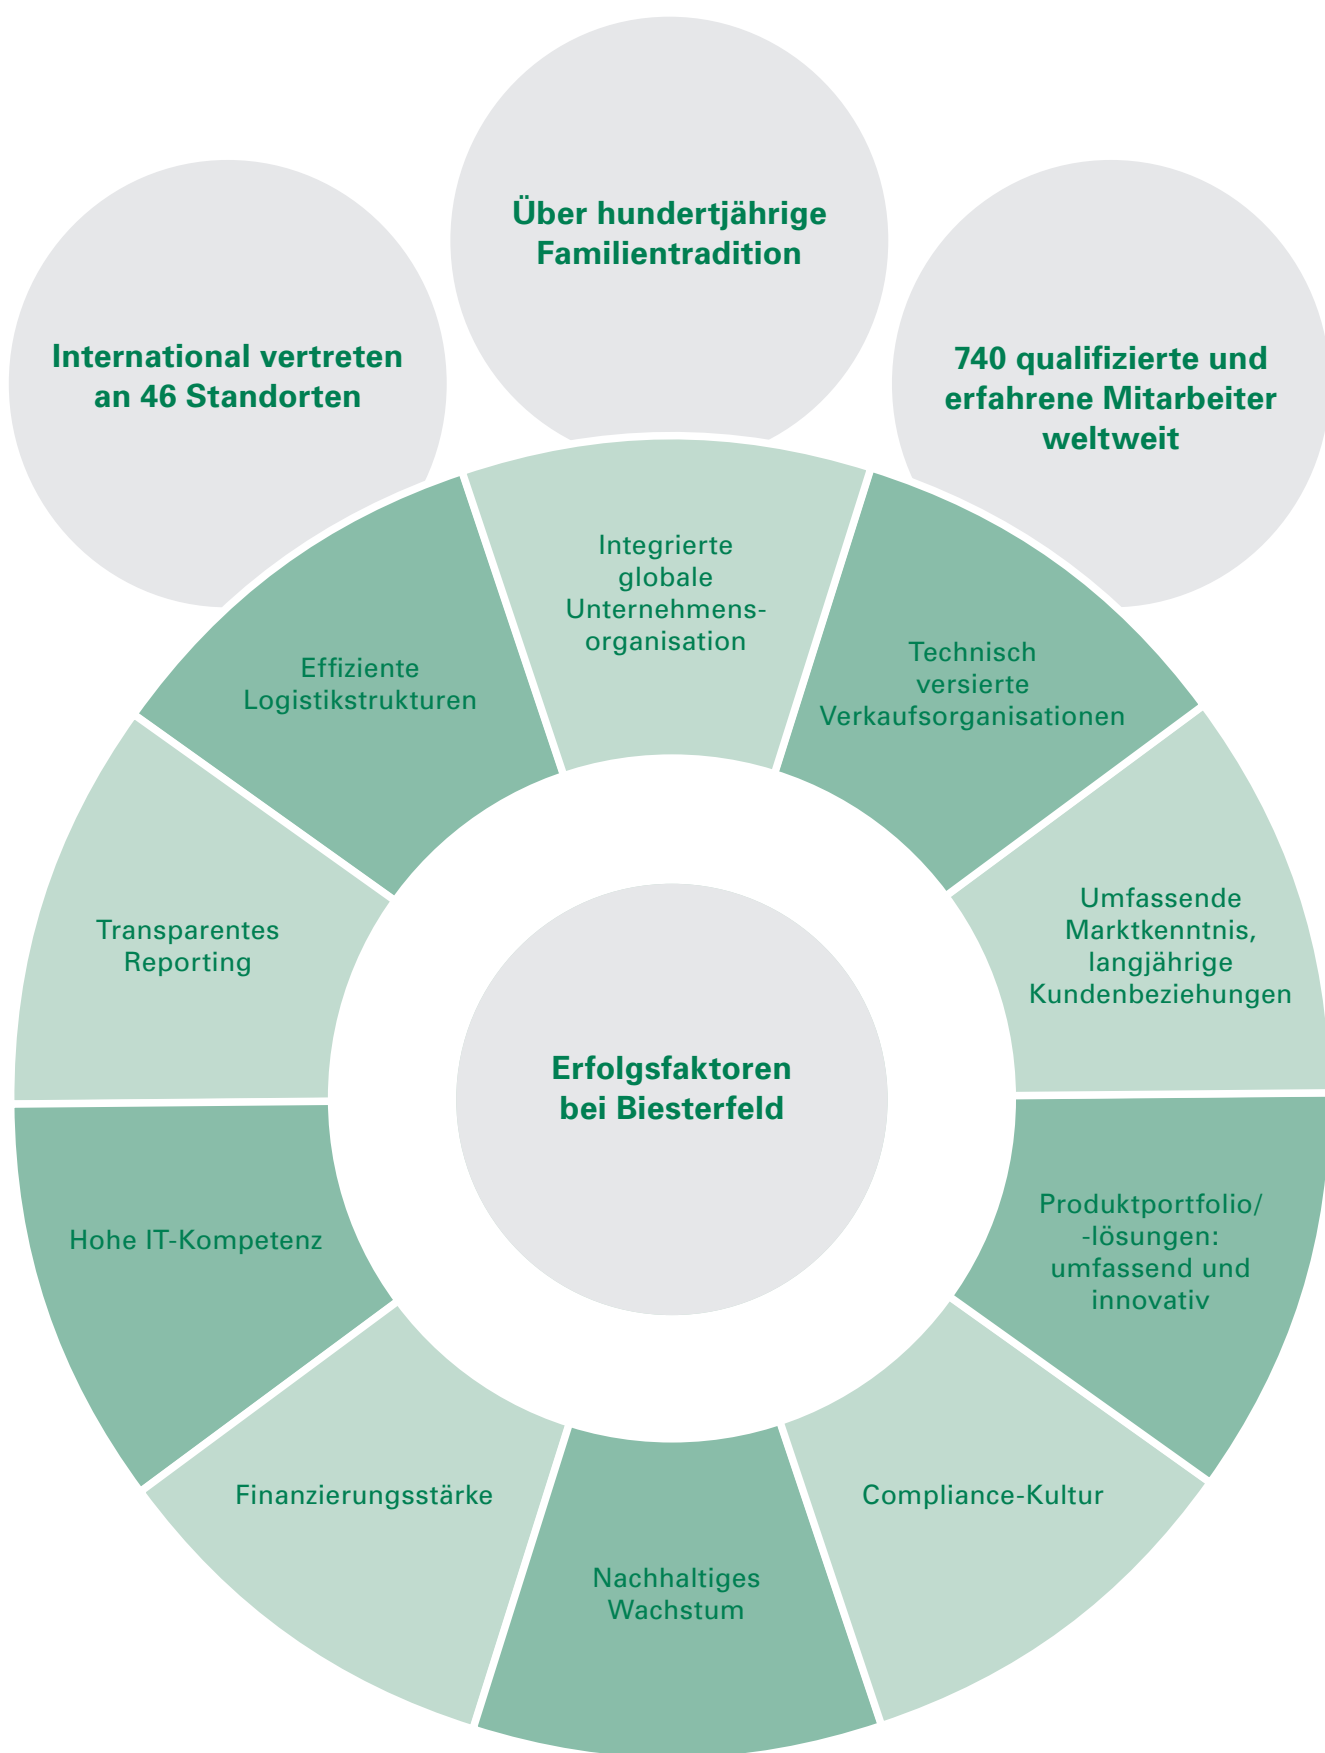 Über hundertjährige
Familientradition
International vertreten
an 46 Standorten
740 qualifizierte und
erfahrene Mitarbeiter
weltweit
Integrierte
globale
Unternehmens-
organisation
Technisch
versierte
Verkaufsorganisationen
Umfassende
Marktkenntnis,
langjährige
Kundenbeziehungen
Produktportfolio/
-lösungen:
umfassend und
innovativ
Compliance-Kultur
Nachhaltiges
Wachstum
Finanzierungsstärke
Hohe IT-Kompetenz
Transparentes
Reporting
Effiziente
Logistikstrukturen
Erfolgsfaktoren
bei Biesterfeld